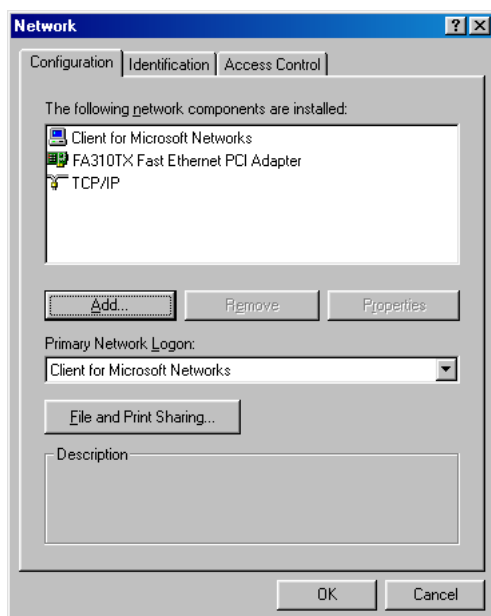 Network
Configuration Identification Access Control
The following network components are installed:
Client for Microsoft Networks
FA310TX Fast Ethernet PCI Adapter
TCP/IP
Add... Remove Properties
Primary Network Logon:
Client for Microsoft Networks
File and Print Sharing...
Description
OK Cancel